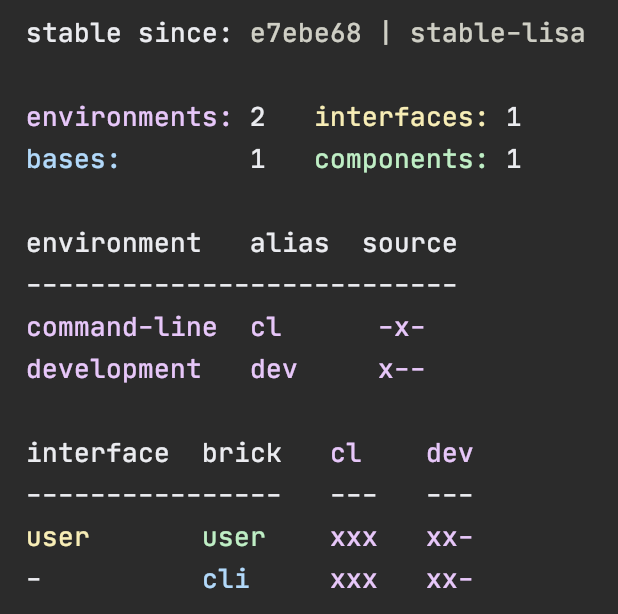 stable since: e7ebe68 | stable-lisa
environments: 2   interfaces: 1
bases:        1   components: 1
environment   alias  source
---------------------------
command-line  cl      -x-
development   dev     x--
interface  brick   cl    dev
----------------   ---   ---
user       user    xxx   xx-
-          cli     xxx   xx-